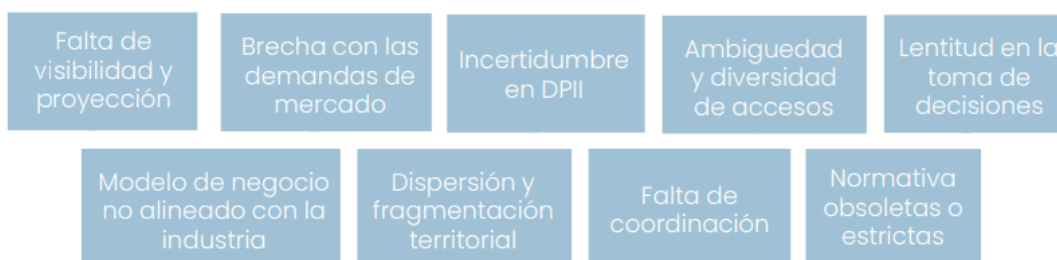 Falta de
visibilidad y
proyección
Brecha con las
demandas de
mercado
Incertidumbre
en DPII
Ambiguedad
y diversidad
de accesos
Lentitud en la
toma de
decisiones
Modelo de negocio
no alineado con la
industria
Dispersión y
fragmentación
territorial
Falta de
coordinación
Normativa
obsoletas o
estrictas